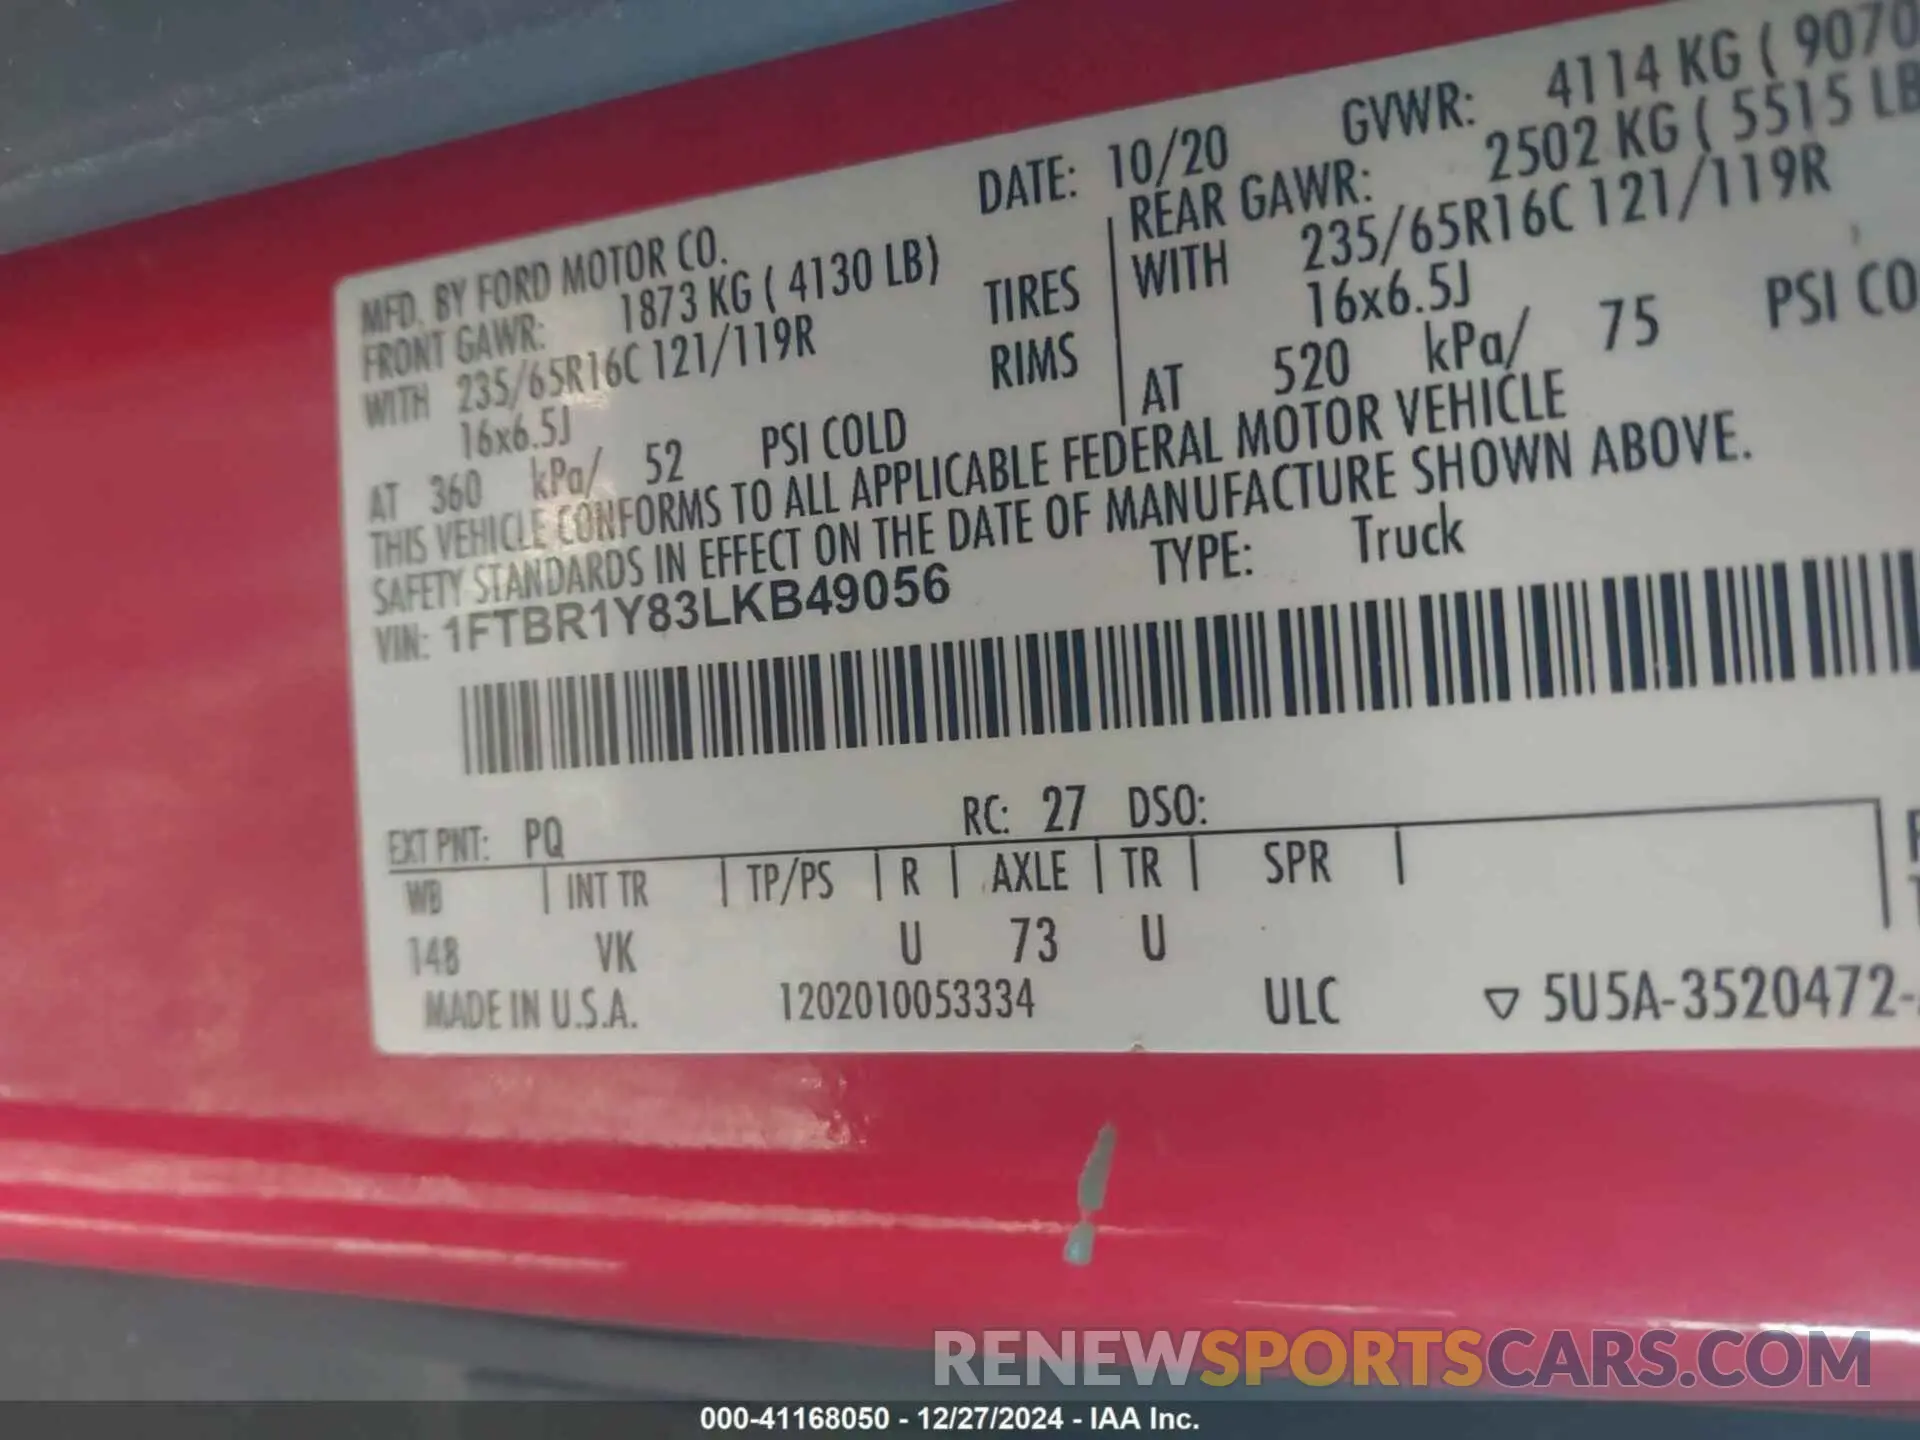 DATE: 10/20 GVWR: 4114 KG ( 9070
MFD. BY FORD MOTOR CO.
FRONT GAWR: 1873 KG ( 4130 LB)
WITH 235/65R16C 121/119R TIRES
16x6.5J RIMS
AT 360 kPa/ 52 PSI COLD
REAR GAWR: 2502 KG ( 5515 LB
WITH 235/65R16C 121/119R
16x6.5J
AT 520 kPa/ 75 PSI CO
THIS VEHICLE CONFORMS TO ALL APPLICABLE FEDERAL MOTOR VEHICLE
SAFETY STANDARDS IN EFFECT ON THE DATE OF MANUFACTURE SHOWN ABOVE.
VIN: 1FTBR1Y83LKB49056 TYPE: Truck
EXT PNT: PQ RC: 27 DSO:
WB | INT TR | TP/PS | R | AXLE | TR | SPR |
148 VK U 73 U
MADE IN U.S.A. 1202010053334 ULC ▽ 5U5A-3520472-
RENEWSPORTSCARS.COM
000-41168050 - 12/27/2024 - IAA Inc.